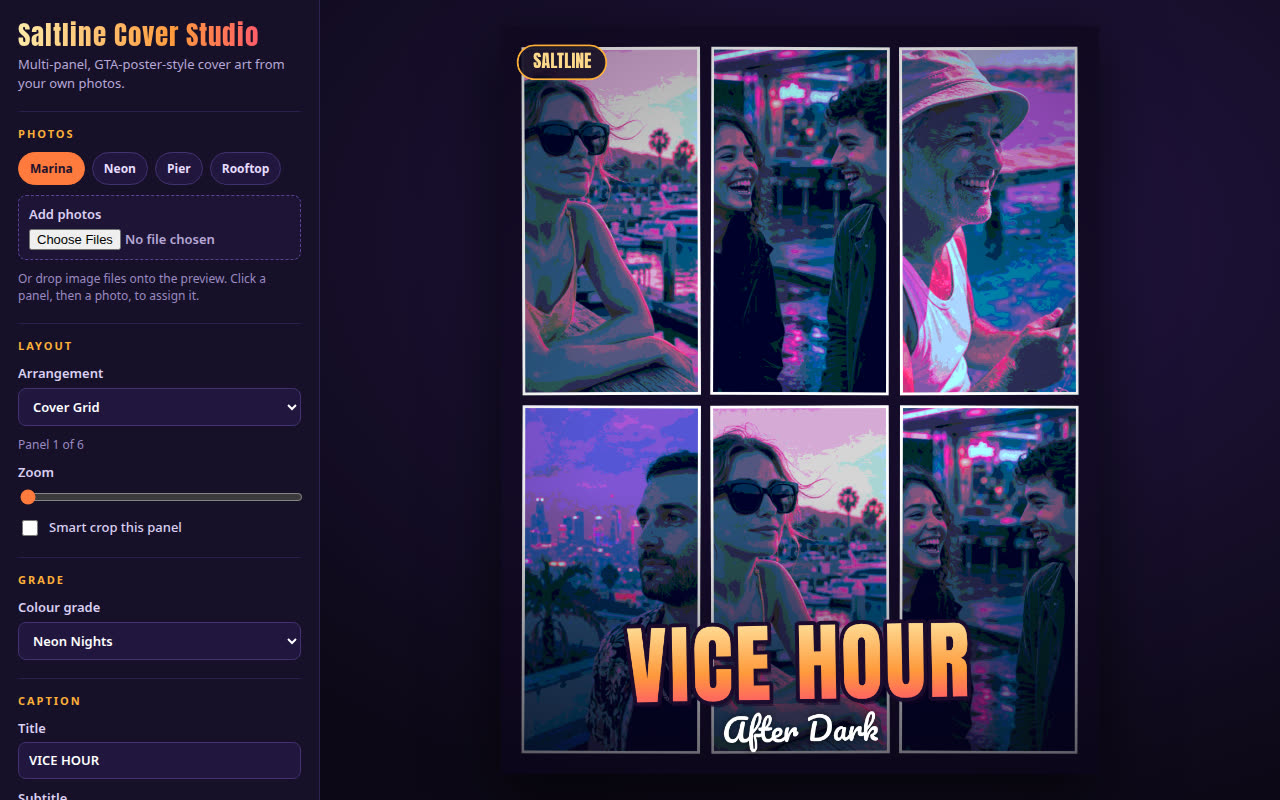 Saltline Cover Studio
Multi-panel, GTA-poster-style cover art from
your own photos.
PHOTOS
Marina
Neon
Pier
Rooftop
Add photos
Choose Files No file chosen
Or drop image files onto the preview. Click a
panel, then a photo, to assign it.
LAYOUT
Arrangement
Cover Grid
Panel 1 of 6
Zoom
Smart crop this panel
GRADE
Colour grade
Neon Nights
CAPTION
Title
VICE HOUR
Subtitle
SALTLINE
VICE HOUR
After Dark